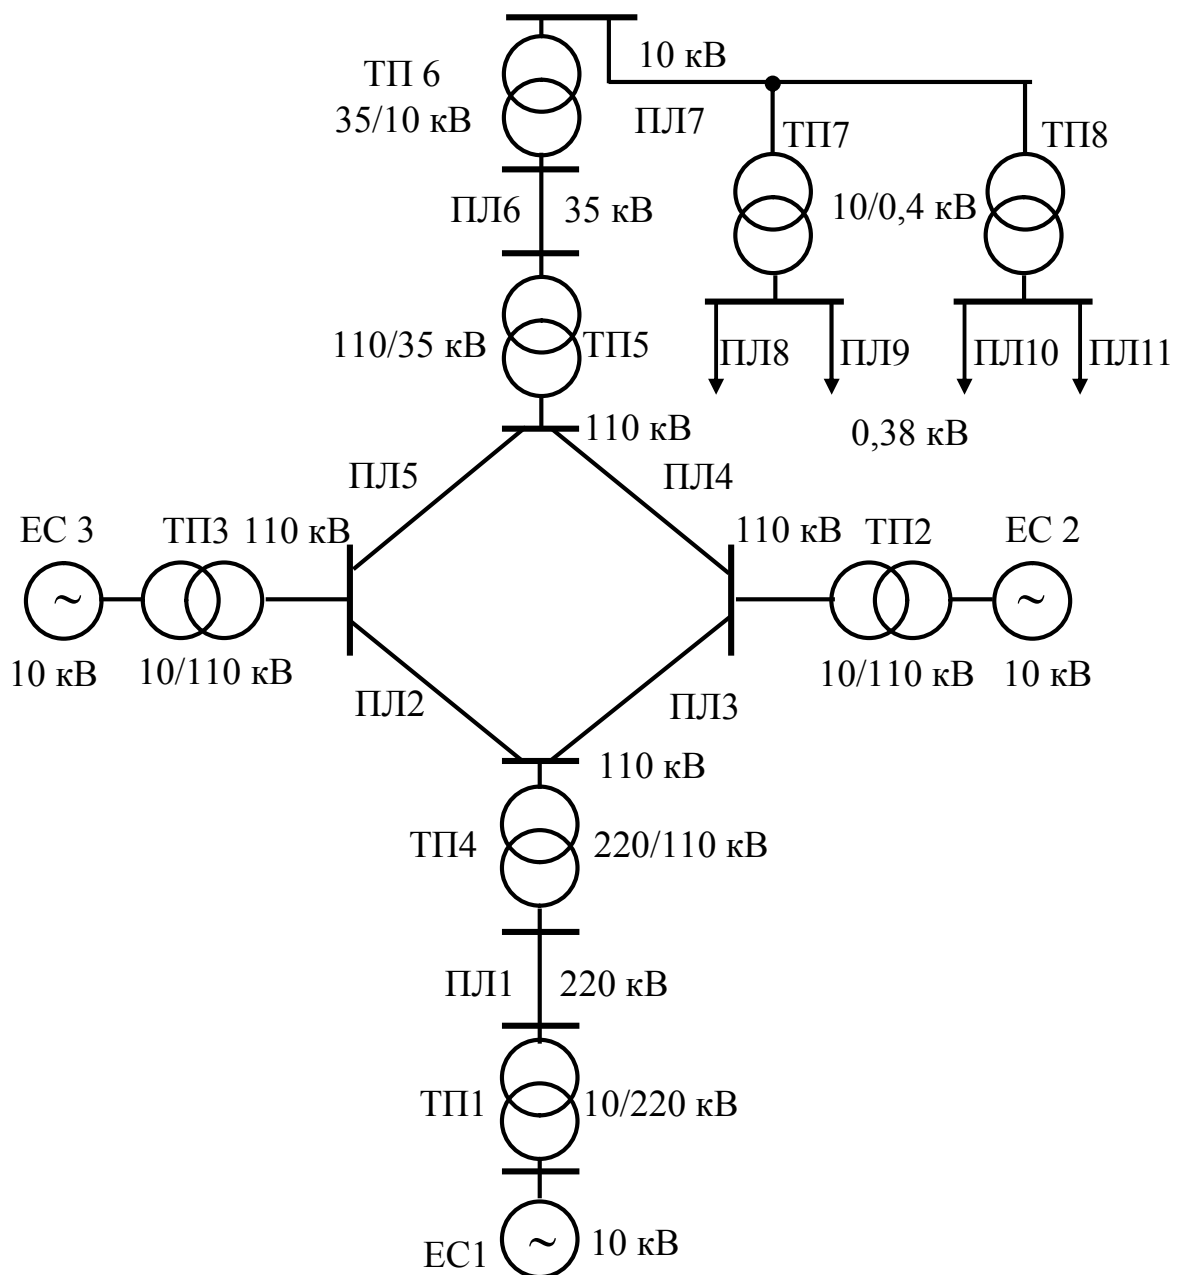 10 кВ
ТП 6
35/10 кВ
ПЛ7
ТП7
ТП8
ПЛ6
35 кВ
10/0,4 кВ
110/35 кВ
ТП5
ПЛ8
ПЛ9
ПЛ10
ПЛ11
110 кВ
0,38 кВ
ПЛ5
ПЛ4
ЕС 3
ТП3
110 кВ
110 кВ
ТП2
ЕС 2
~
~
10 кВ
10/110 кВ
10/110 кВ
10 кВ
ПЛ2
ПЛ3
110 кВ
ТП4
220/110 кВ
ПЛ1
220 кВ
ТП1
10/220 кВ
ЕС1
~
10 кВ